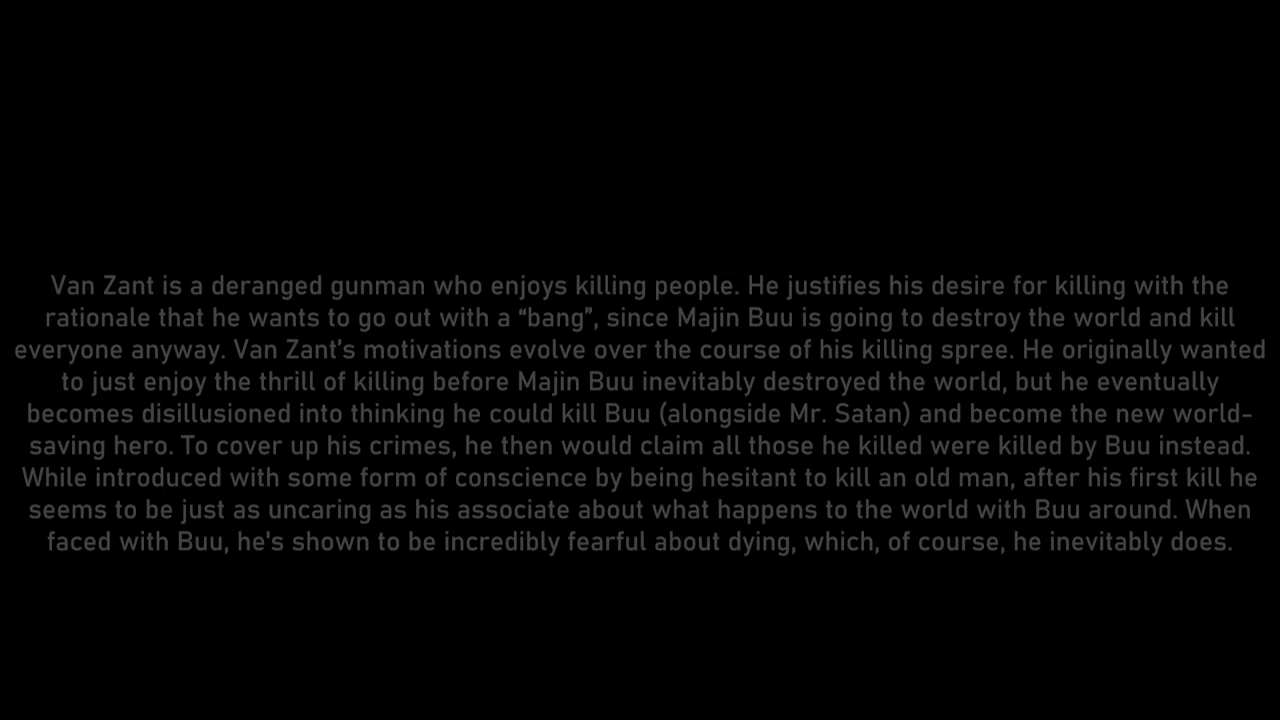 Van Zant is a deranged gunman who enjoys killing people. He justifies his desire for killing with the
rationale that he wants to go out with a “bang”, since Majin Buu is going to destroy the world and kill
everyone anyway. Van Zant’s motivations evolve over the course of his killing spree. He originally wanted
to just enjoy the thrill of killing before Majin Buu inevitably destroyed the world, but he eventually
becomes disillusioned into thinking he could kill Buu (alongside Mr. Satan) and become the new world-
saving hero. To cover up his crimes, he then would claim all those he killed were killed by Buu instead.
While introduced with some form of conscience by being hesitant to kill an old man, after his first kill he
seems to be just as uncaring as his associate about what happens to the world with Buu around. When
faced with Buu, he's shown to be incredibly fearful about dying, which, of course, he inevitably does.